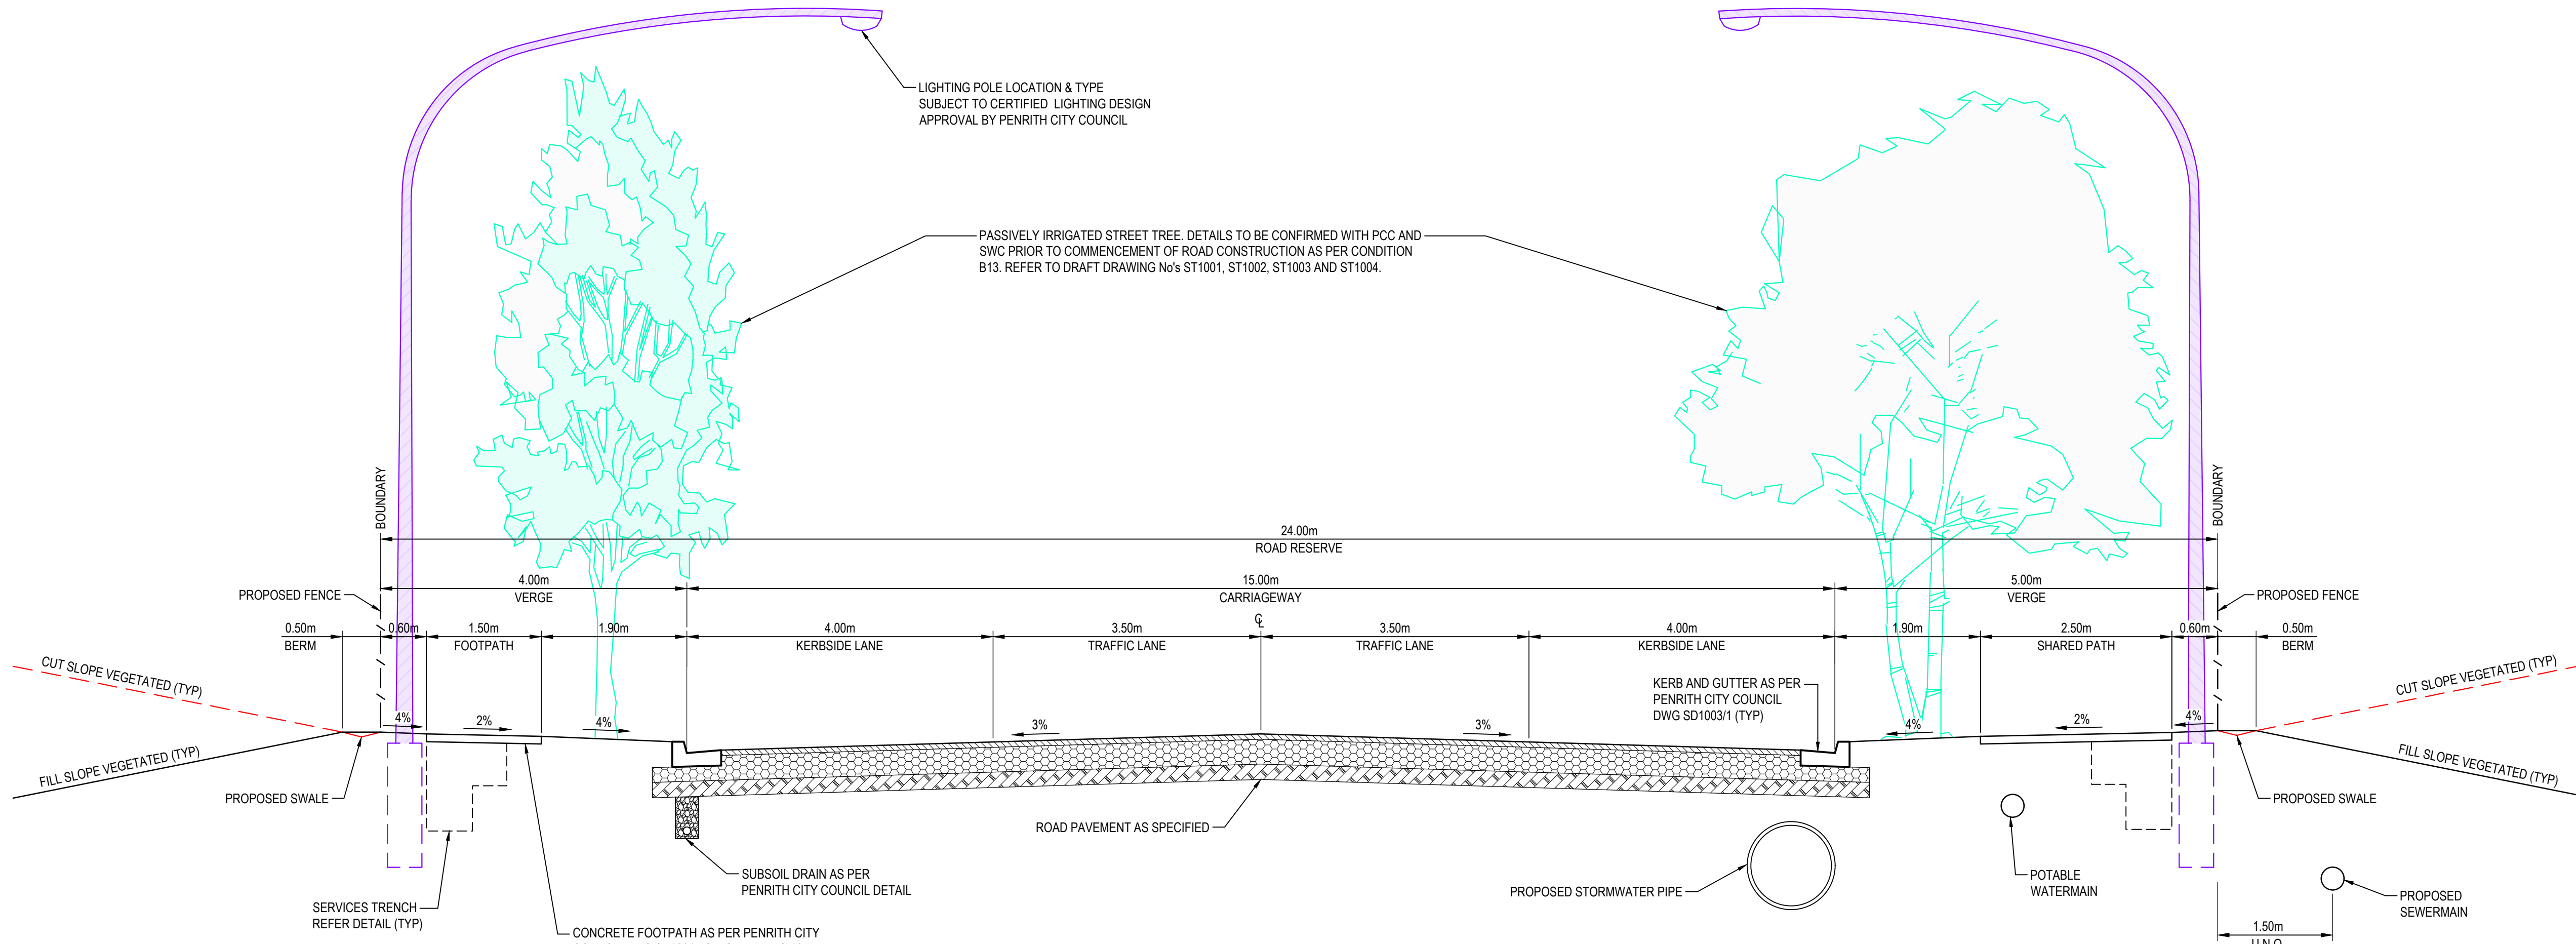 LIGHTING POLE LOCATION & TYPE
SUBJECT TO CERTIFIED LIGHTING DESIGN
APPROVAL BY PENRITH CITY COUNCIL
PASSIVELY IRRIGATED STREET TREE. DETAILS TO BE CONFIRMED WITH PCC AND
SWC PRIOR TO COMMENCEMENT OF ROAD CONSTRUCTION AS PER CONDITION
B13. REFER TO DRAFT DRAWING No's ST1001, ST1002, ST1003 AND ST1004.
BOUNDARY
BOUNDARY
24.00m
ROAD RESERVE
4.00m
VERGE
15.00m
CARRIAGEWAY
5.00m
VERGE
PROPOSED FENCE
PROPOSED FENCE
0.50m
BERM
0.60m
1.50m
FOOTPATH
1.90m
4.00m
KERBSIDE LANE
3.50m
TRAFFIC LANE
CL
3.50m
TRAFFIC LANE
4.00m
KERBSIDE LANE
1.90m
2.50m
SHARED PATH
0.60m
0.50m
BERM
CUT SLOPE VEGETATED (TYP)
CUT SLOPE VEGETATED (TYP)
KERB AND GUTTER AS PER
PENRITH CITY COUNCIL
DWG SD1003/1 (TYP)
4%
2%
4%
3%
3%
4%
2%
4%
FILL SLOPE VEGETATED (TYP)
FILL SLOPE VEGETATED (TYP)
PROPOSED SWALE
PROPOSED SWALE
ROAD PAVEMENT AS SPECIFIED
SUBSOIL DRAIN AS PER
PENRITH CITY COUNCIL DETAIL
PROPOSED STORMWATER PIPE
POTABLE
WATERMAIN
PROPOSED
SEWERMAIN
SERVICES TRENCH
REFER DETAIL (TYP)
CONCRETE FOOTPATH AS PER PENRITH CITY
1.50m
U.N.O